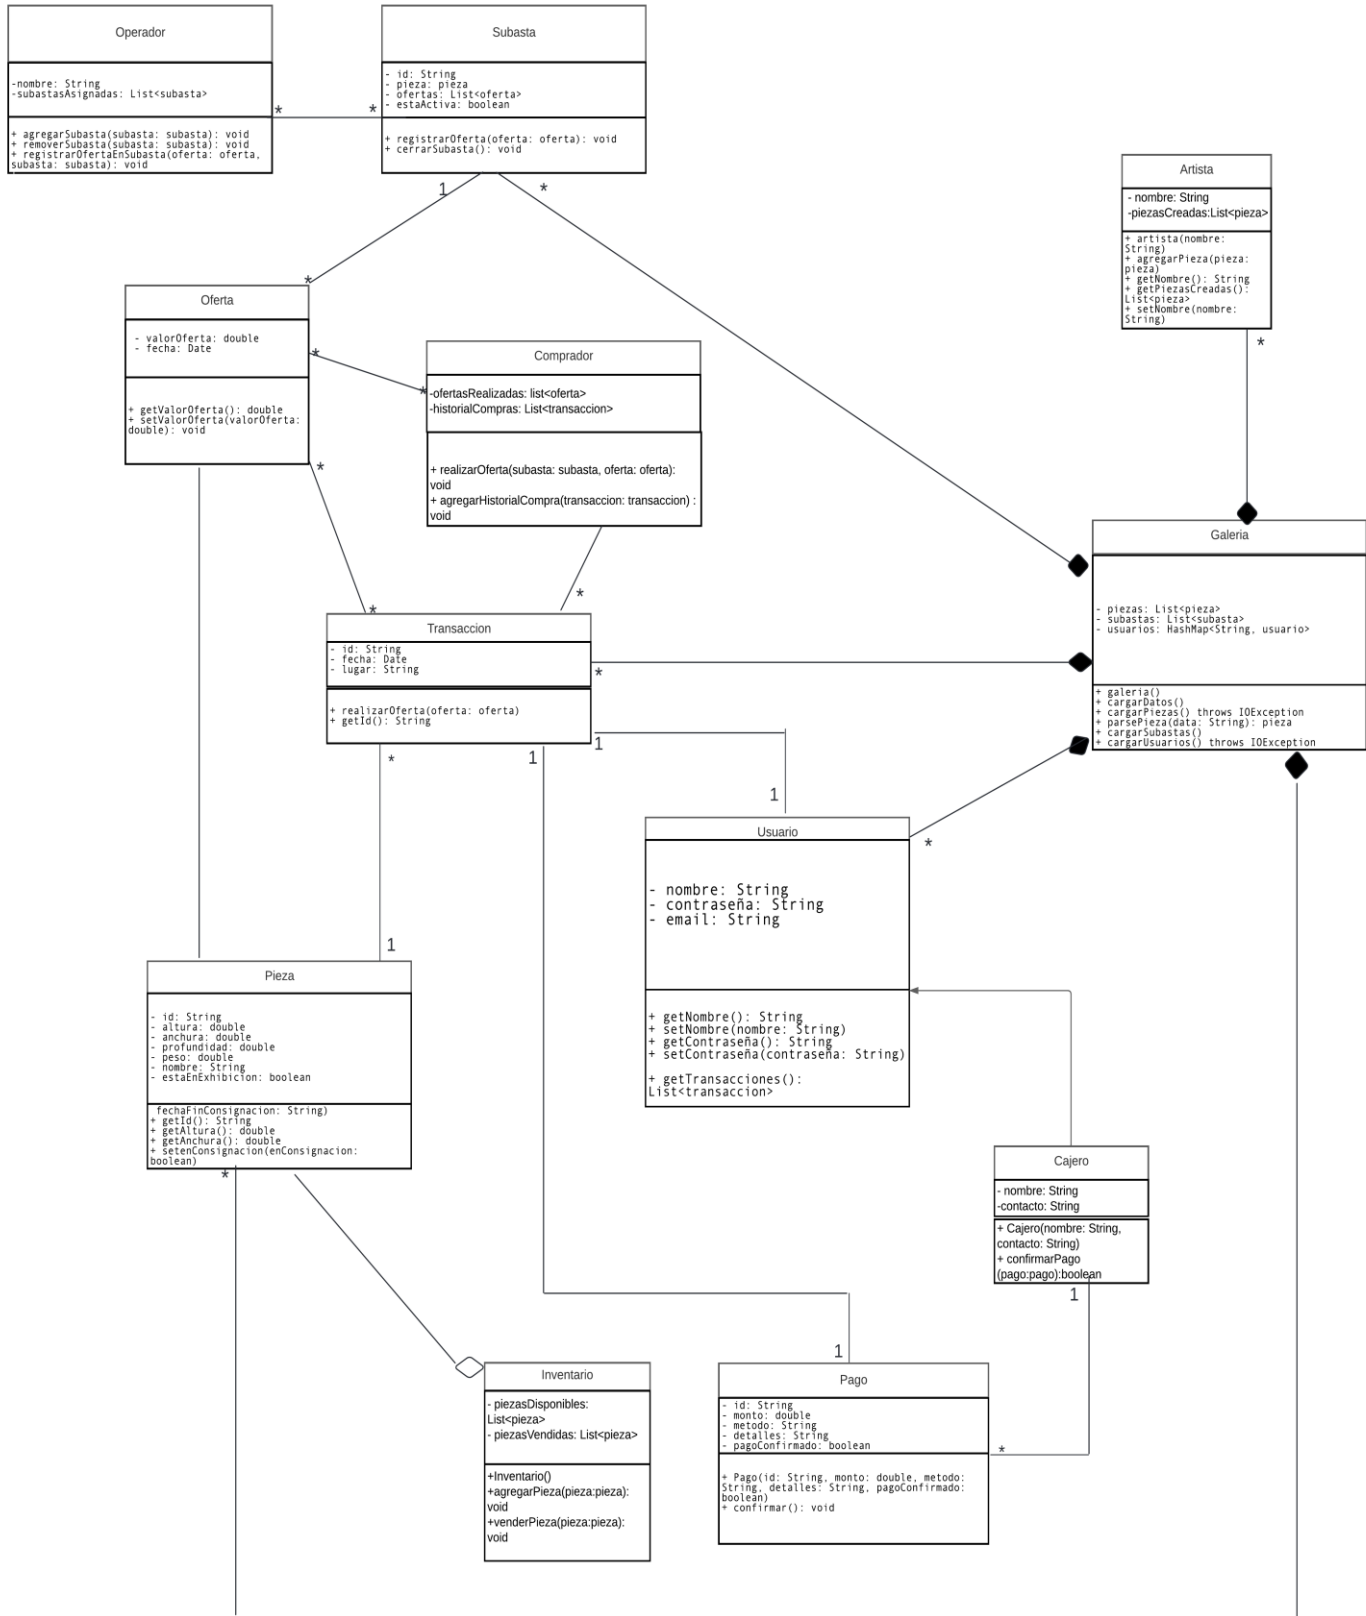 Operador
-nombre: String
-subastasAsignadas: List<subasta>
+ agregarSubasta(subasta: subasta): void
+ removerSubasta(subasta: subasta): void
+ registrarOfertaEnSubasta(oferta: oferta,
subasta: subasta): void
*
*
Subasta
- id: String
- pieza: pieza
- ofertas: List<oferta>
- estaActiva: boolean
+ registrarOferta(oferta: oferta): void
+ cerrarSubasta(): void
1
*
*
Artista
- nombre: String
-piezasCreadas:List<pieza>
+ artista(nombre:
String)
+ agregarPieza(pieza:
pieza)
+ getNombre(): String
+ getPiezasCreadas():
List<pieza>
+ setNombre(nombre:
String)
*
Oferta
- valorOferta: double
- fecha: Date
+ getValorOferta(): double
+ setValorOferta(valorOferta:
double): void
*
*
*
Comprador
-ofertasRealizadas: list<oferta>
-historialCompras: List<transaccion>
+ realizarOferta(subasta: subasta, oferta: oferta):
void
+ agregarHistorialCompra(transaccion: transaccion) :
void
*
*
Galeria
- piezas: List<pieza>
- subastas: List<subasta>
- usuarios: HashMap<String, usuario>
+ galeria()
+ cargarDatos()
+ cargarPiezas() throws IOException
+ parsePieza(data: String): pieza
+ cargarSubastas()
+ cargarUsuarios() throws IOException
Transaccion
- id: String
- fecha: Date
- lugar: String
+ realizarOferta(oferta: oferta)
+ getId(): String
*
1
1
*
1
1
Usuario
- nombre: String
- contraseña: String
- email: String
+ getNombre(): String
+ setNombre(nombre: String)
+ getContraseña(): String
+ setContraseña(contraseña: String)
+ getTransacciones():
List<transaccion>
*
Pieza
- id: String
- altura: double
- anchura: double
- profundidad: double
- peso: double
- nombre: String
- estaEnExhibicion: boolean
fechaFinConsignacion: String)
+ getId(): String
+ getAltura(): double
+ getAnchura(): double
+ setenConsignacion(enConsignacion:
boolean)
*
Cajero
- nombre: String
-contacto: String
+ Cajero(nombre: String,
contacto: String)
+ confirmarPago
(pago:pago):boolean
1
1
Inventario
- piezasDisponibles:
List<pieza>
- piezasVendidas: List<pieza>
+Inventario()
+agregarPieza(pieza:pieza):
void
+venderPieza(pieza:pieza):
void
Pago
- id: String
- monto: double
- metodo: String
- detalles: String
- pagoConfirmado: boolean
+ Pago(id: String, monto: double, metodo:
String, detalles: String, pagoConfirmado:
boolean)
+ confirmar(): void
*